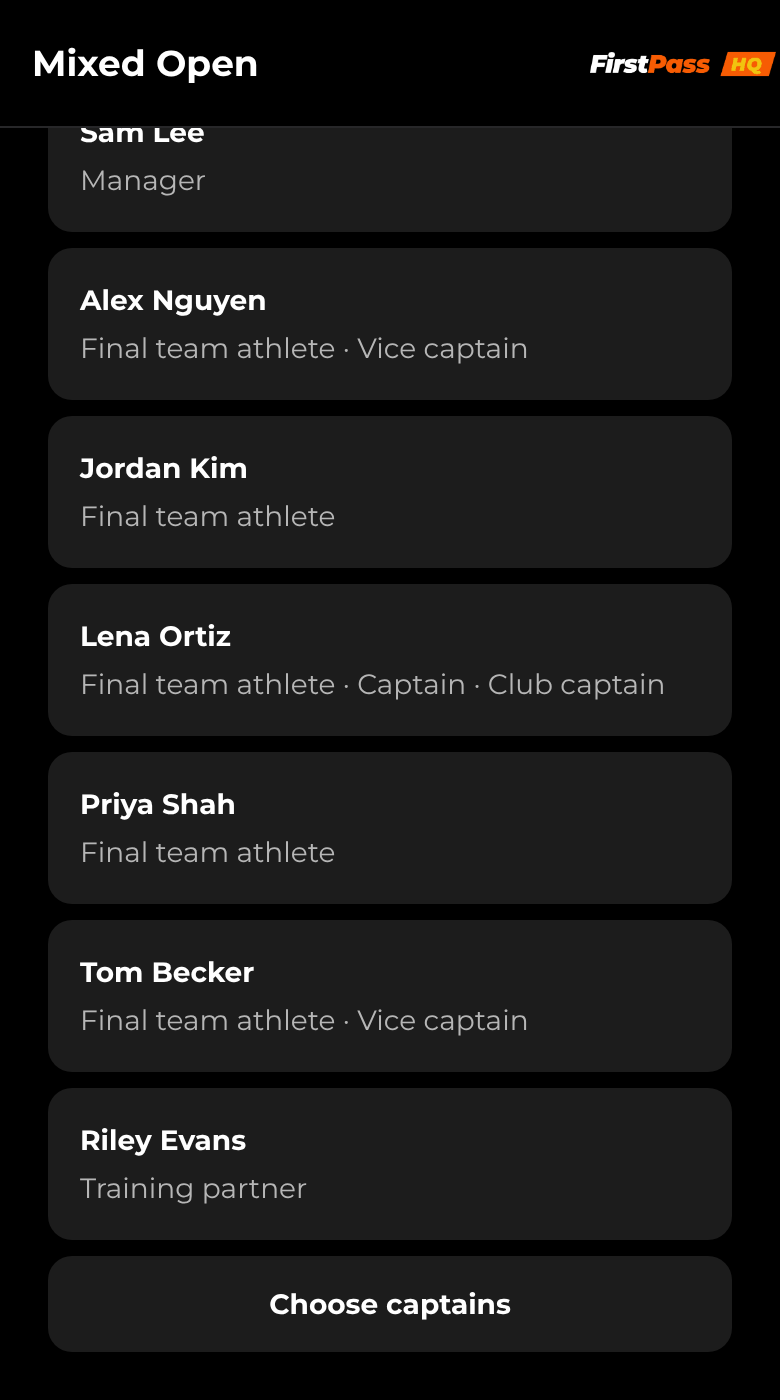 Mixed Open
FirstPass HQ
Sam Lee
Manager
Alex Nguyen
Final team athlete · Vice captain
Jordan Kim
Final team athlete
Lena Ortiz
Final team athlete · Captain · Club captain
Priya Shah
Final team athlete
Tom Becker
Final team athlete · Vice captain
Riley Evans
Training partner
Choose captains